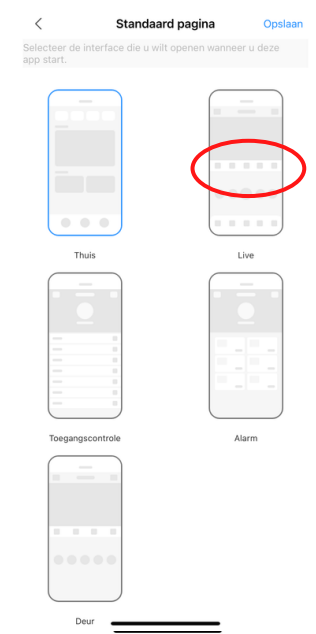 Standaard pagina
Opslaan
Selecteer de interface die u wilt openen wanneer u deze
app start.
Thuis
Live
Toegangscontrole
Alarm
Deur